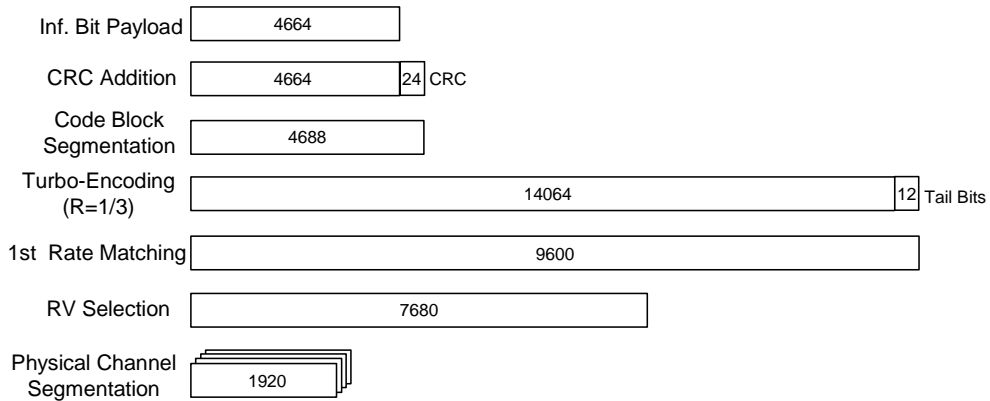 Inf. Bit Payload 4664
CRC Addition 4664 24 CRC
Code Block
Segmentation 4688
Turbo-Encoding
(R=1/3) 14064 12 Tail Bits
1st Rate Matching 9600
RV Selection 7680
Physical Channel
Segmentation 1920